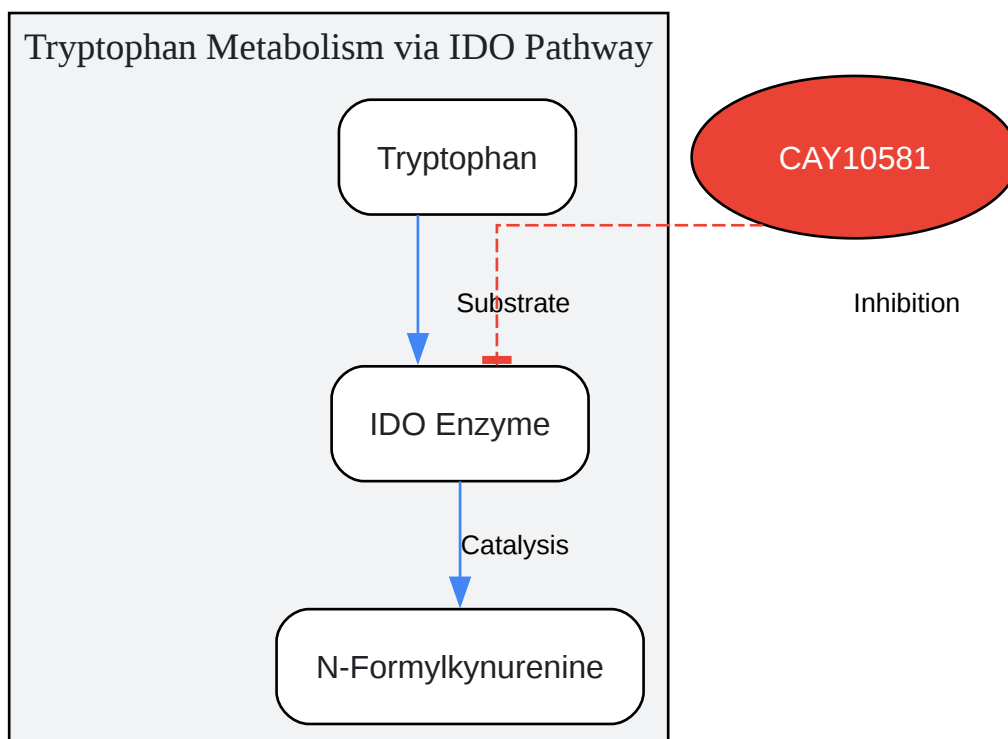 Tryptophan Metabolism via IDO Pathway
Tryptophan
CAY10581
Substrate
Inhibition
IDO Enzyme
Catalysis
N-Formylkynurenine